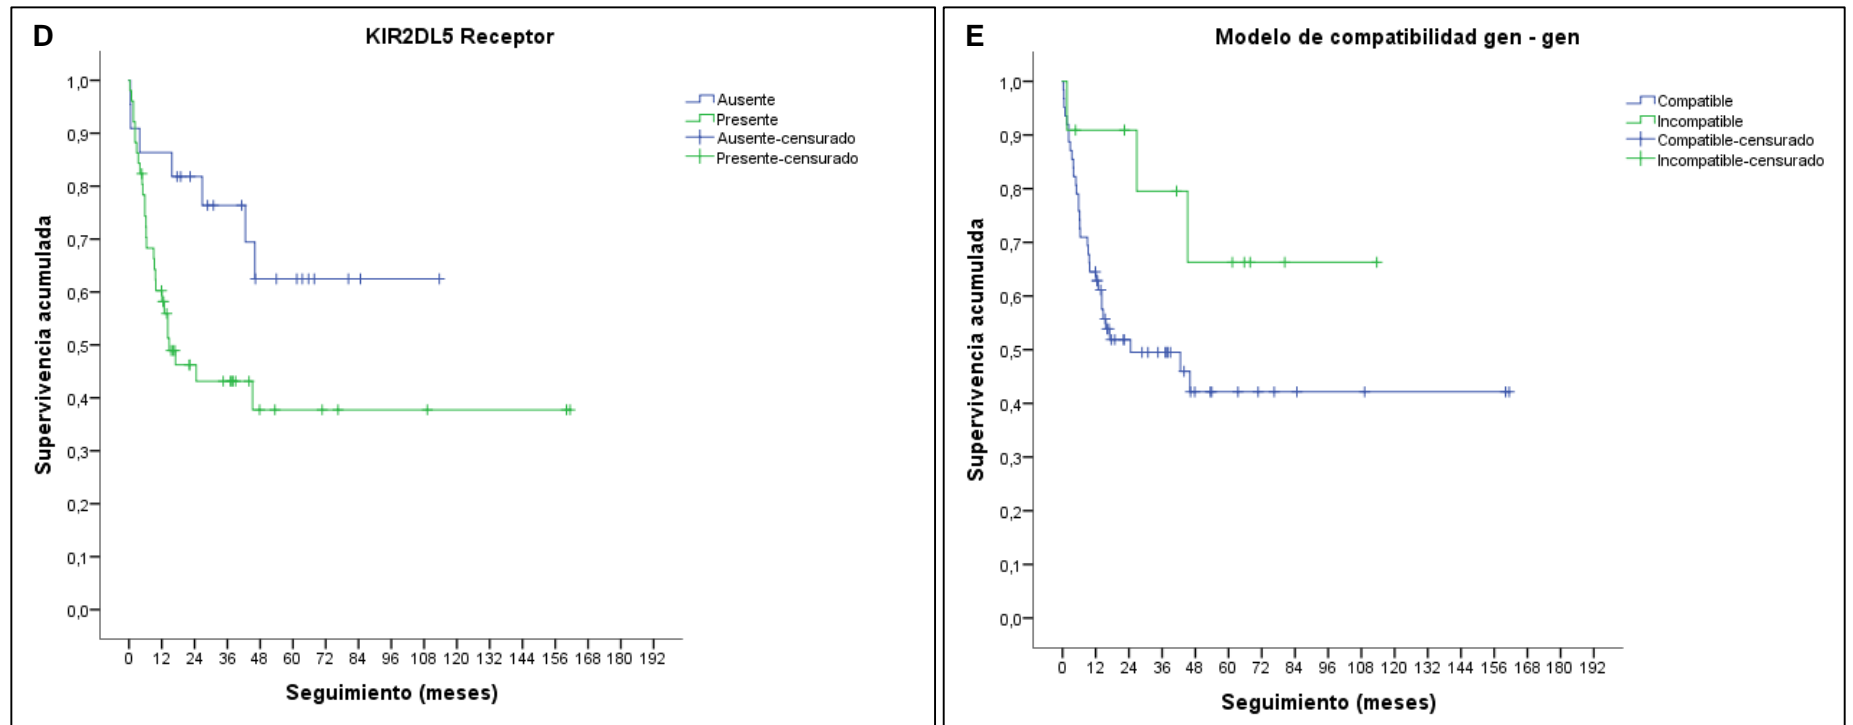 D
KIR2DL5 Receptor
Ausente
Presente
Ausente-censurado
Presente-censurado
1,0
0,9
0,8
0,7
0,6
0,5
0,4
0,3
0,2
0,1
0,0
Supervivencia acumulada
0 12 24 36 48 60 72 84 96 108 120 132 144 156 168 180 192
Seguimiento (meses)
E
Modelo de compatibilidad gen - gen
Compatible
Incompatible
Compatible-censurado
Incompatible-censurado
1,0
0,9
0,8
0,7
0,6
0,5
0,4
0,3
0,2
0,1
0,0
Supervivencia acumulada
0 12 24 36 48 60 72 84 96 108 120 132 144 156 168 180 192
Seguimiento (meses)